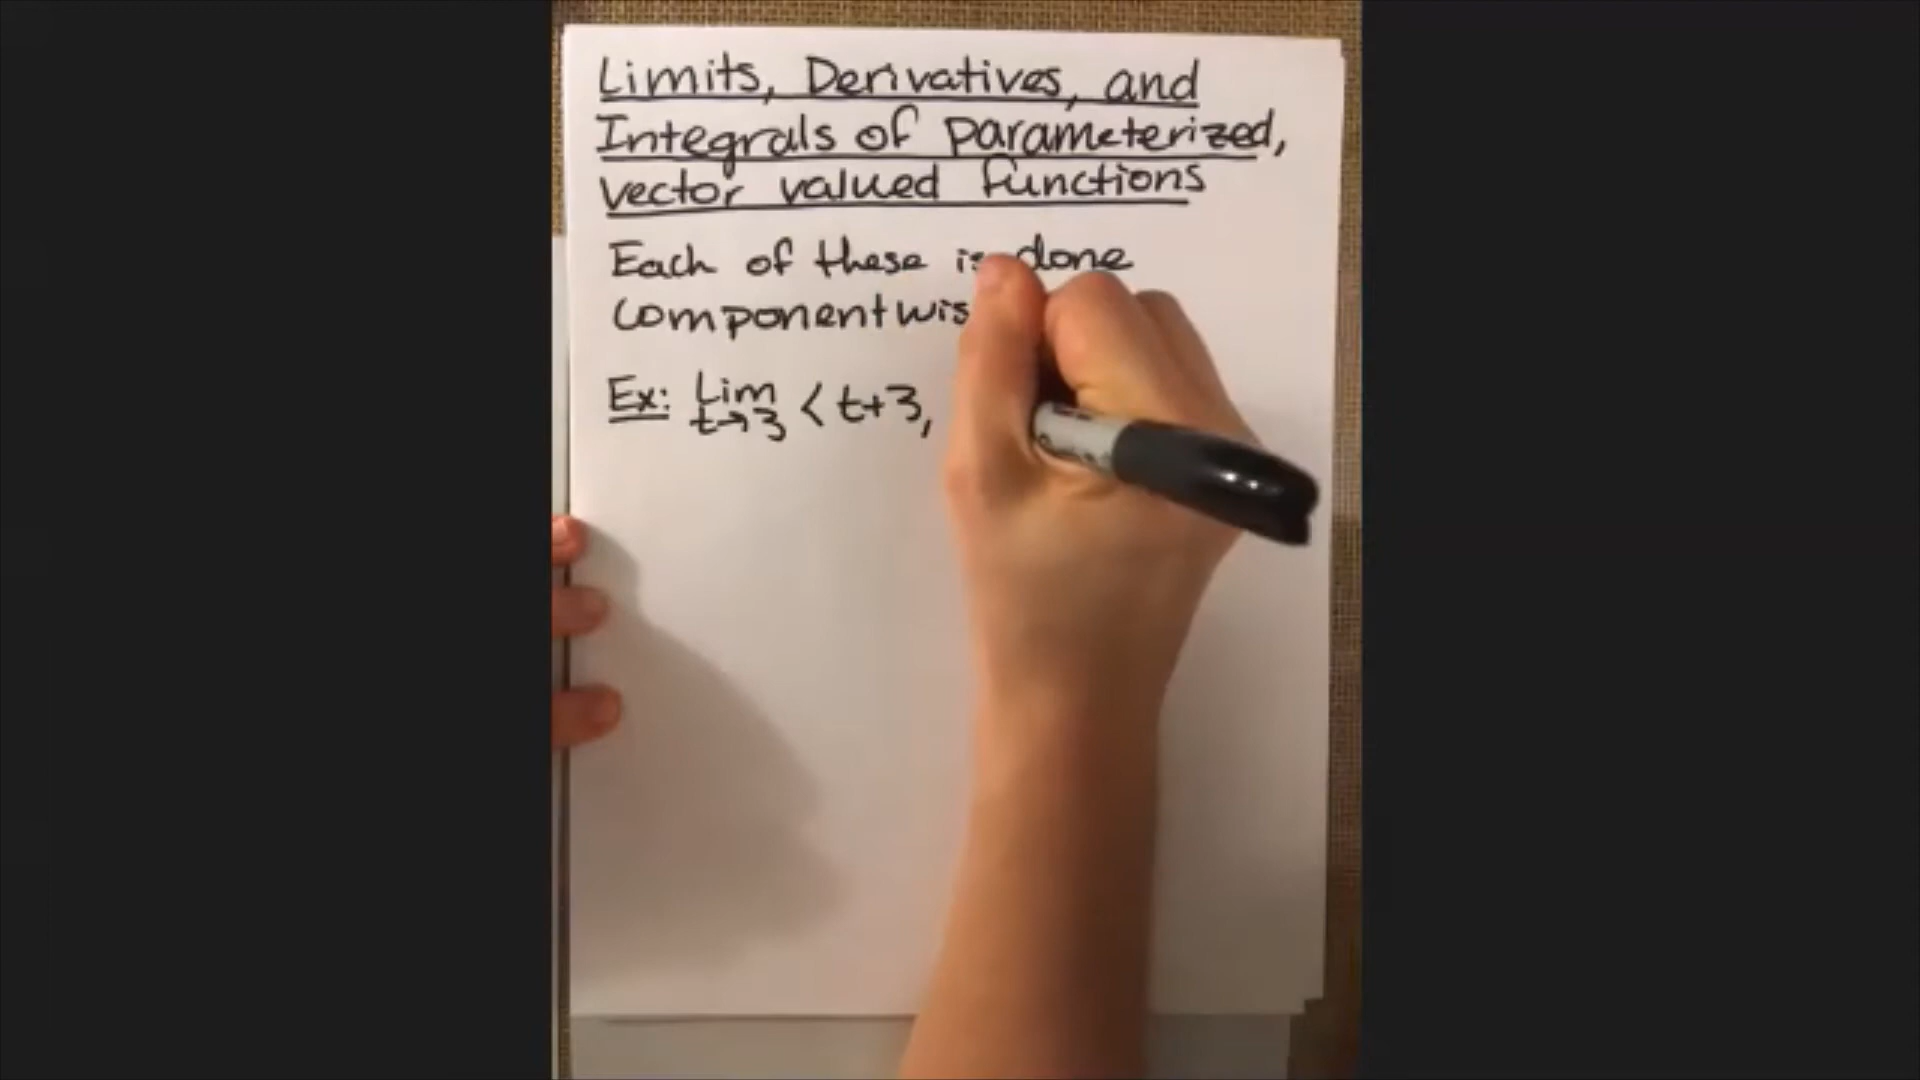 Limits, Derivatives, and
Integrals of parameterized,
vector valued functions
Each of these is done
componentwis
Ex: Lim t→3 < t+3,